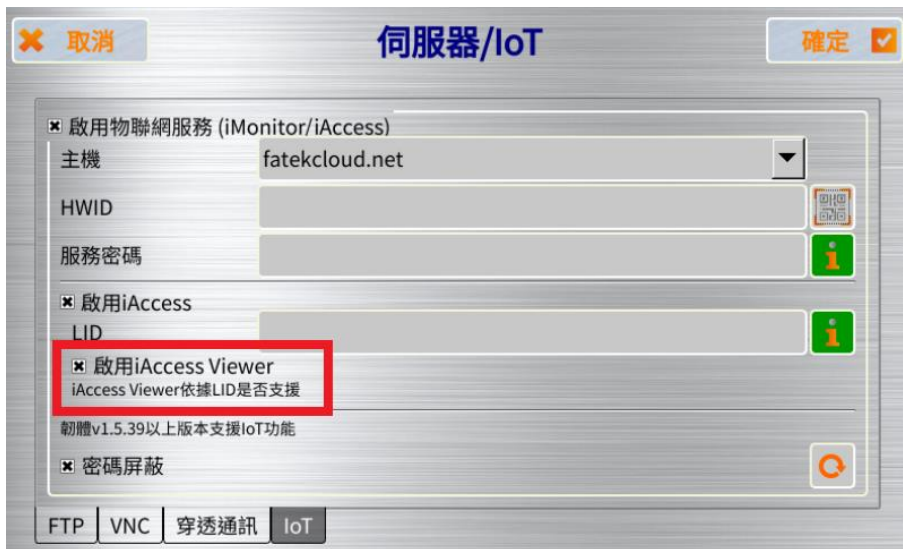 取消
伺服器/IoT
確定
啟用物聯網服務 (iMonitor/iAccess)
主機
fatekcloud.net
HWID
服務密碼
啟用iAccess
LID
啟用iAccess Viewer
iAccess Viewer依據LID是否支援
韌體v1.5.39以上版本支援IoT功能
密碼屏蔽
FTP VNC 穿透通訊 IoT